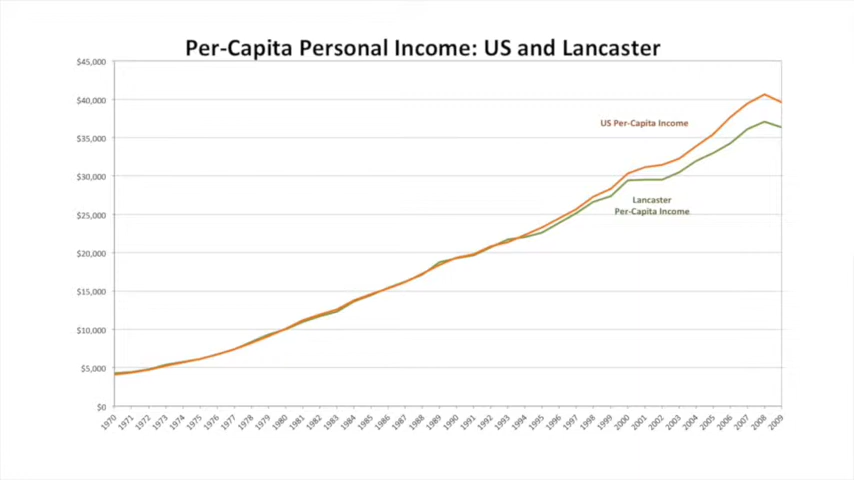 Per-Capita Personal Income: US and Lancaster
$45,000
$40,000
$35,000
$30,000
$25,000
$20,000
$15,000
$10,000
$5,000
$0
US Per-Capita Income
Lancaster
Per-Capita Income
1970 1971 1972 1973 1974 1975 1976 1977 1978 1979 1980 1981 1982 1983 1984 1985 1986 1987 1988 1989 1990 1991 1992 1993 1994 1995 1996 1997 1998 1999 2000 2001 2002 2003 2004 2005 2006 2007 2008 2009